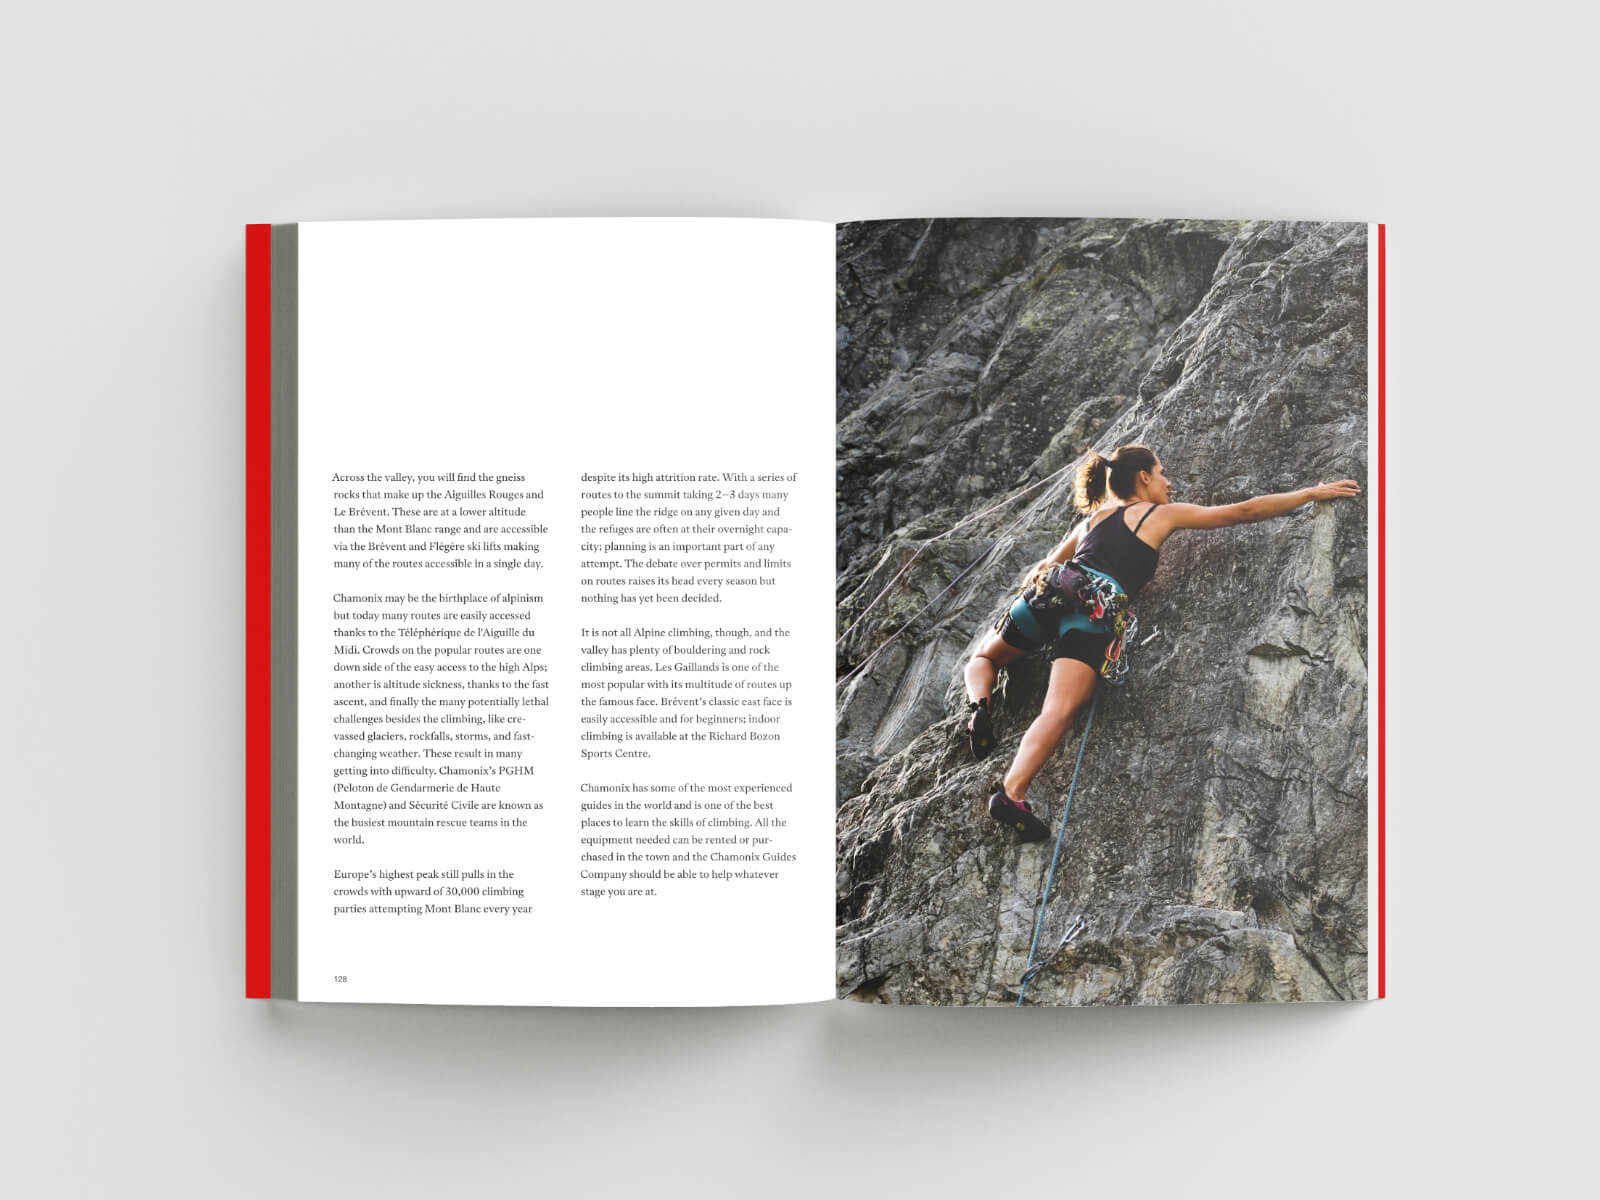 Across the valley, you will find the gneiss
rocks that make up the Aiguilles Rouges and
Le Brévent. These are at a lower altitude
than the Mont Blanc range and are accessible
via the Brévent and Flégère ski lifts making
many of the routes accessible in a single day.
Chamonix may be the birthplace of alpinism
but today many routes are easily accessed
thanks to the Téléphérique de l'Aiguille du
Midi. Crowds on the popular routes are one
down side of the easy access to the high Alps;
another is altitude sickness, thanks to the fast
ascent, and finally the many potentially lethal
challenges besides the climbing, like cre-
vassed glaciers, rockfalls, storms, and fast-
changing weather. These result in many
getting into difficulty. Chamonix's PGHM
(Peloton de Gendarmerie de Haute
Montagne) and Sécurité Civile are known as
the busiest mountain rescue teams in the
world.
Europe's highest peak still pulls in the
crowds with upward of 30,000 climbing
parties attempting Mont Blanc every year
despite its high attrition rate. With a series of
routes to the summit taking 2–3 days many
people line the ridge on any given day and
the refuges are often at their overnight capa-
city; planning is an important part of any
attempt. The debate over permits and limits
on routes raises its head every season but
nothing has yet been decided.
It is not all Alpine climbing, though, and the
valley has plenty of bouldering and rock
climbing areas. Les Gaillands is one of the
most popular with its multitude of routes up
the famous face. Brévent's classic east face is
easily accessible and for beginners; indoor
climbing is available at the Richard Bozon
Sports Centre.
Chamonix has some of the most experienced
guides in the world and is one of the best
places to learn the skills of climbing. All the
equipment needed can be rented or pur-
chased in the town and the Chamonix Guides
Company should be able to help whatever
stage you are at.
128